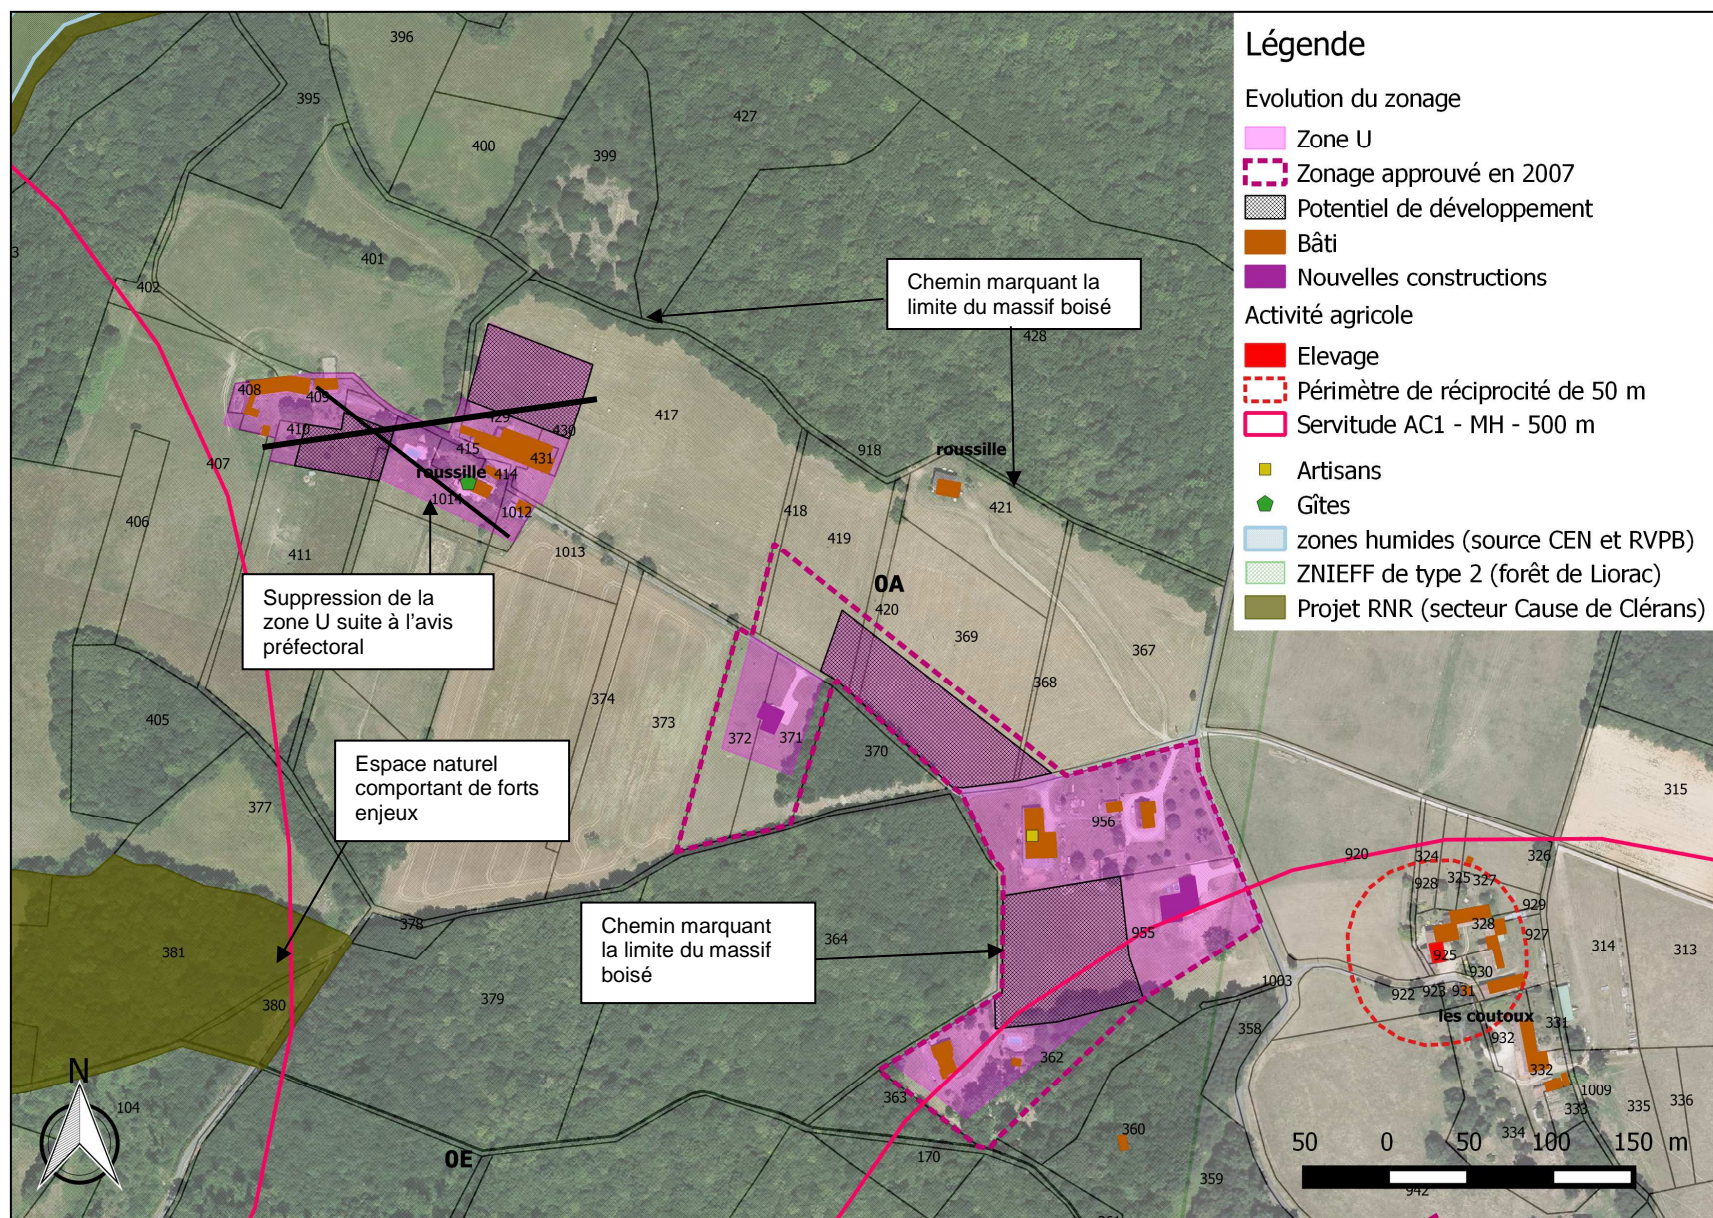 Légende
Evolution du zonage
Zone U
Zonage approuvé en 2007
Potentiel de développement
Bâti
Nouvelles constructions
Activité agricole
Elevage
Périmètre de réciprocité de 50 m
Servitude AC1 - MH - 500 m
Artisans
Gîtes
zones humides (source CEN et RVPB)
ZNIEFF de type 2 (forêt de Liorac)
Projet RNR (secteur Cause de Clérans)
396
395
400
427
399
3
401
402
Chemin marquant la
limite du massif boisé
428
408
409
410
429
430
417
415
431
414
roussille
1014
1012
407
918
roussille
421
406
411
1013
418
419
0A
420
Suppression de la
zone U suite à l'avis
préfectoral
369
367
368
374
373
372
371
370
405
377
Espace naturel
comportant de forts
enjeux
315
956
920
324
326
325
327
928
328
929
927
314
313
925
930
922
923
931
les coutoux
331
932
332
1009
333
335
336
334
378
364
955
1003
358
Chemin marquant
la limite du massif
boisé
381
379
380
362
363
360
N
104
0E
170
359
361
942
50
0
50
100
150
m